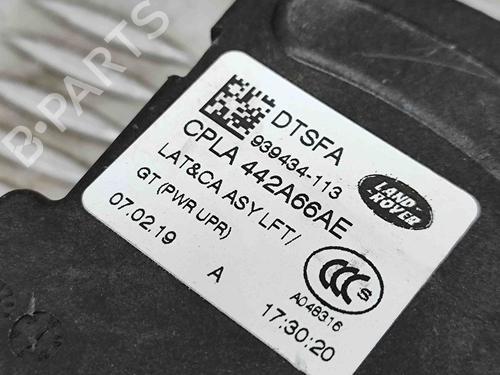 DTSFA
939434-113
CPLA 442A66AE
LAT&CA ASY LFT/
GT (PWR UPR)
07.02.19
A
LAND
ROVER
CCC S
A048316
17:30:20
B-PARTS